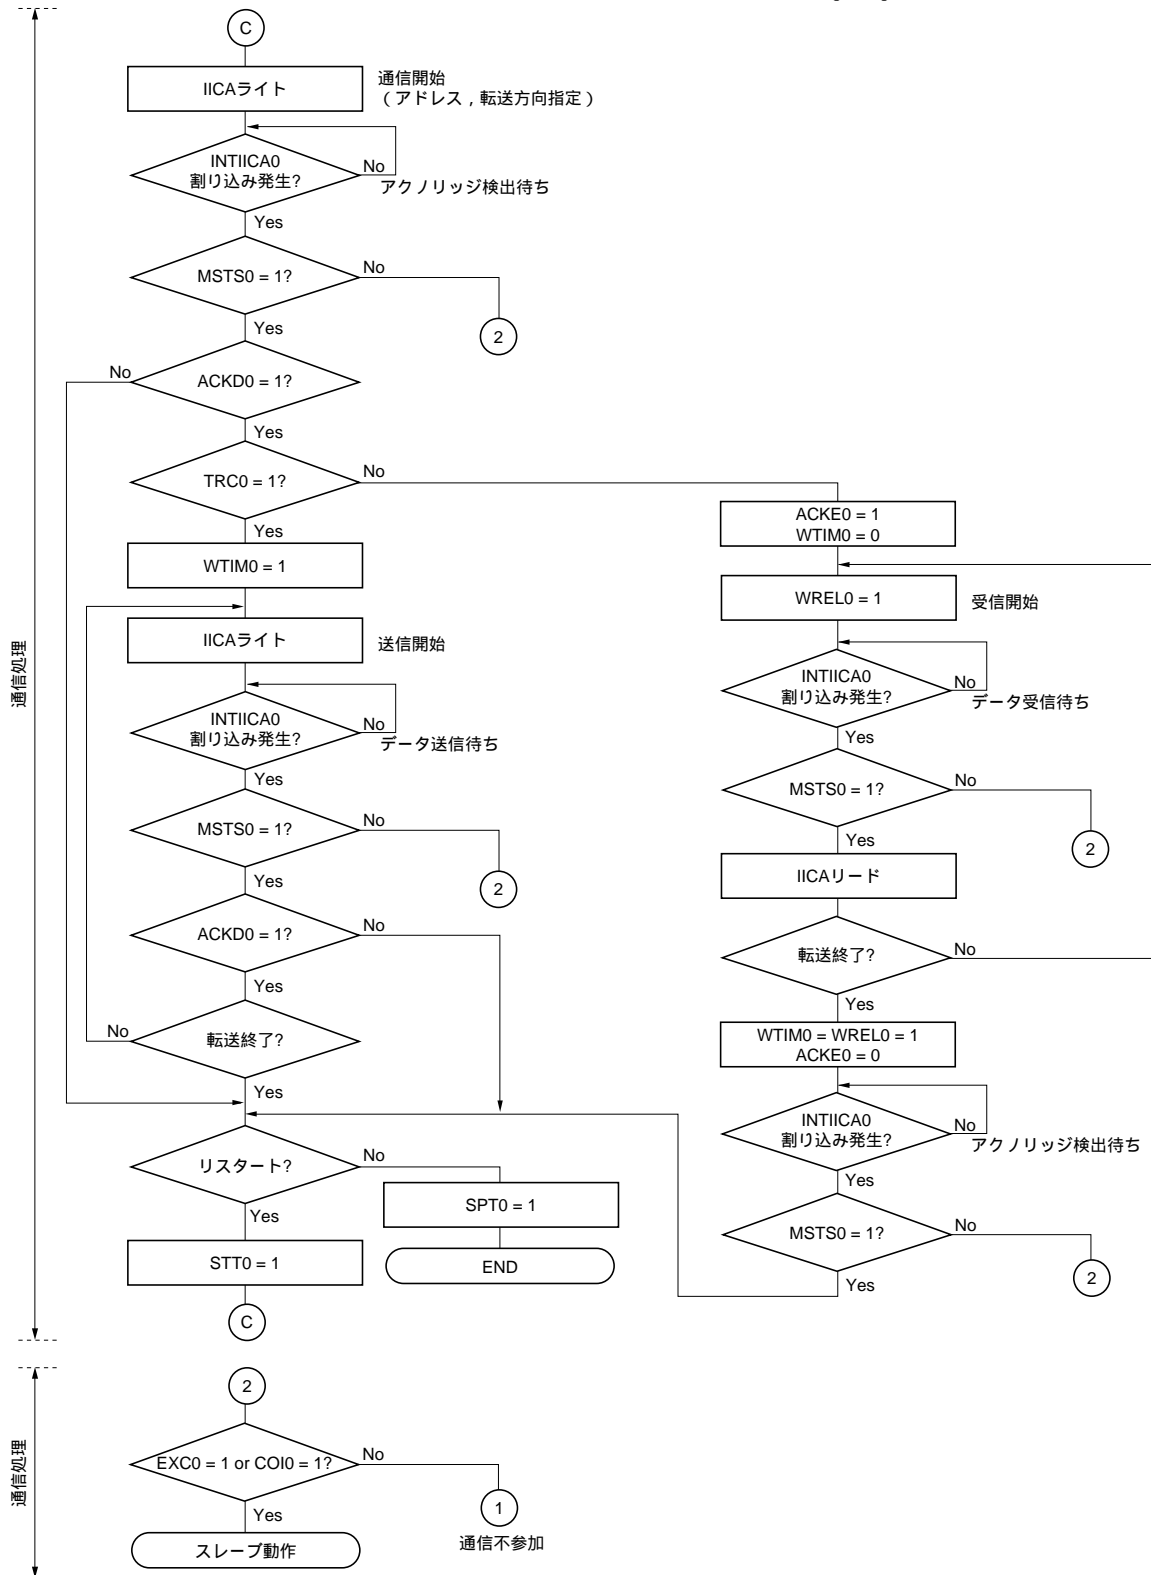 C
IICAライト
通信開始
（アドレス，転送方向指定）
INTIICA0
割り込み発生?
No
アクノリッジ検出待ち
Yes
MSTS0 = 1?
No
2
Yes
No
ACKD0 = 1?
Yes
TRC0 = 1?
No
Yes
WTIM0 = 1
IICAライト
送信開始
INTIICA0
割り込み発生?
No
データ送信待ち
Yes
MSTS0 = 1?
No
2
Yes
ACKD0 = 1?
No
Yes
No
転送終了?
Yes
リスタート?
No
SPT0 = 1
END
Yes
STT0 = 1
C
通信処理
ACKE0 = 1
WTIM0 = 0
WREL0 = 1
受信開始
INTIICA0
割り込み発生?
No
データ受信待ち
Yes
MSTS0 = 1?
No
2
Yes
IICAリード
転送終了?
No
Yes
WTIM0 = WREL0 = 1
ACKE0 = 0
INTIICA0
割り込み発生?
No
アクノリッジ検出待ち
Yes
MSTS0 = 1?
No
2
Yes
通信処理
2
EXC0 = 1 or COI0 = 1?
No
1
通信不参加
Yes
スレーブ動作